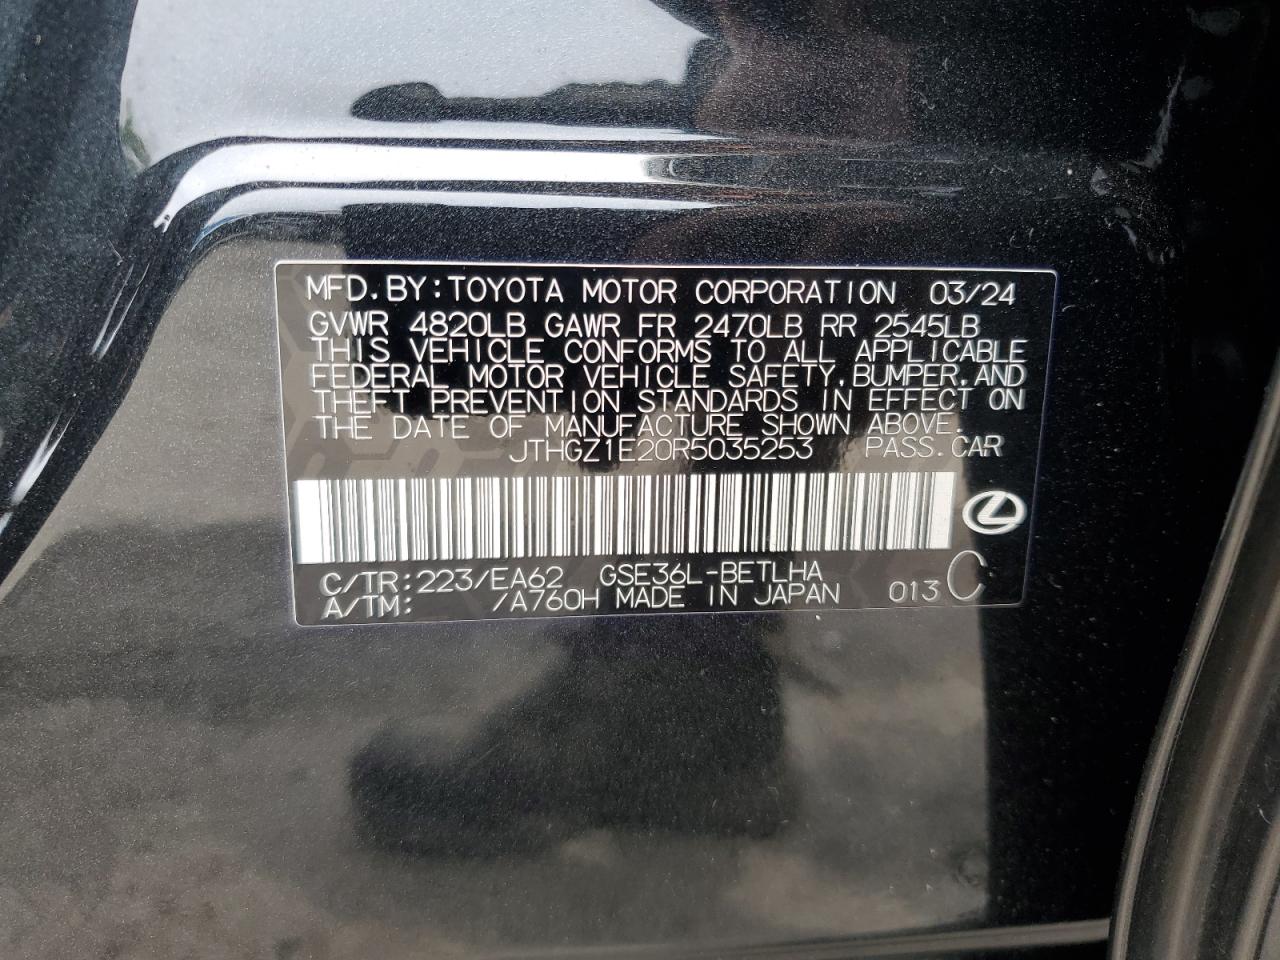 MFD.BY:TOYOTA MOTOR CORPORATION 03/24
GVWR 4820LB GAWR FR 2470LB RR 2545LB
THIS VEHICLE CONFORMS TO ALL APPLICABLE
FEDERAL MOTOR VEHICLE SAFETY,BUMPER,AND
THEFT PREVENTION STANDARDS IN EFFECT ON
THE DATE OF MANUFACTURE SHOWN ABOVE.
JTHGZ1E20R5035253 PASS.CAR
C/TR:223/EA62 GSE36L-BETLHA
A/TM: /A760H MADE IN JAPAN 013 C